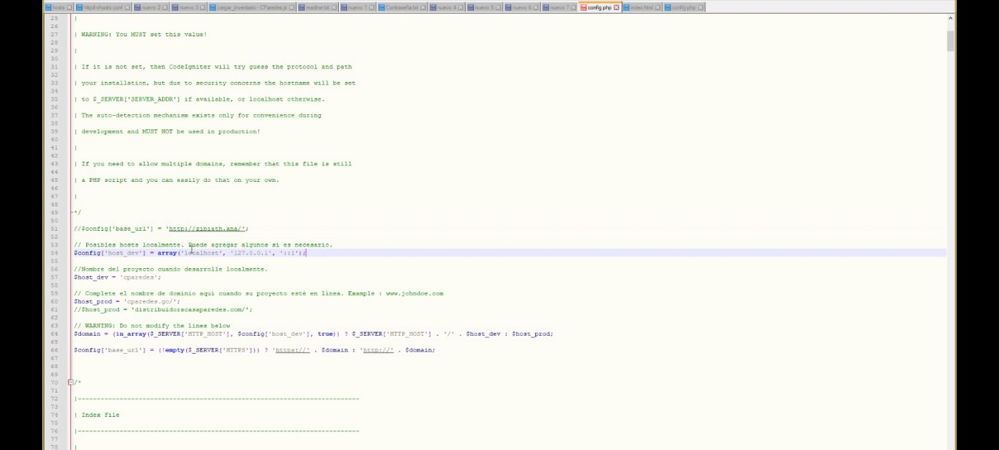 hosts httpd-vhosts.conf nuevo 2 nuevo 3 cargar_inventado - CParedes.js readme.txt nuevo 1 Contraseña.txt nuevo 4 nuevo 5 nuevo 6 nuevo 7 config.php index.html config.php
25 |
26
27 | WARNING: You MUST set this value!
28
29 |
30
31 | If it is not set, then CodeIgniter will try guess the protocol and path
32
33 | your installation, but due to security concerns the hostname will be set
34
35 | to $_SERVER['SERVER_ADDR'] if available, or localhost otherwise.
36
37 | The auto-detection mechanism exists only for convenience during
38
39 | development and MUST NOT be used in production!
40
41 |
42
43 | If you need to allow multiple domains, remember that this file is still
44
45 | a PHP script and you can easily do that on your own.
46
47 |
48
49 */
50
51 //$config['base_url'] = 'http://zibiath.ana/';
52
53 // Posibles hosts localmente. Puede agregar algunos si es necesario.
54 $config['host_dev'] = array('localhost', '127.0.0.1', '::1');
55
56 //Nombre del proyecto cuando desarrolle localmente.
57 $host_dev = 'cparedes';
58
59 // Complete el nombre de dominio aquí cuando su proyecto esté en línea. Example : www.johndoe.com
60 $host_prod = 'cparedes.gc/';
61 //$host_prod = 'distribuidoracasaparedes.com/';
62
63 // WARNING: Do not modify the lines below
64 $domain = (in_array($_SERVER['HTTP_HOST'], $config['host_dev'], true)) ? $_SERVER['HTTP_HOST'] . '/' . $host_dev : $host_prod;
65
66 $config['base_url'] = (!empty($_SERVER['HTTPS'])) ? 'https://' . $domain : 'http://' . $domain;
67
68
69
70 /*
71
72 |--------------------------------------------------------------------------
73
74 | Index File
75
76 |--------------------------------------------------------------------------
77
78 |